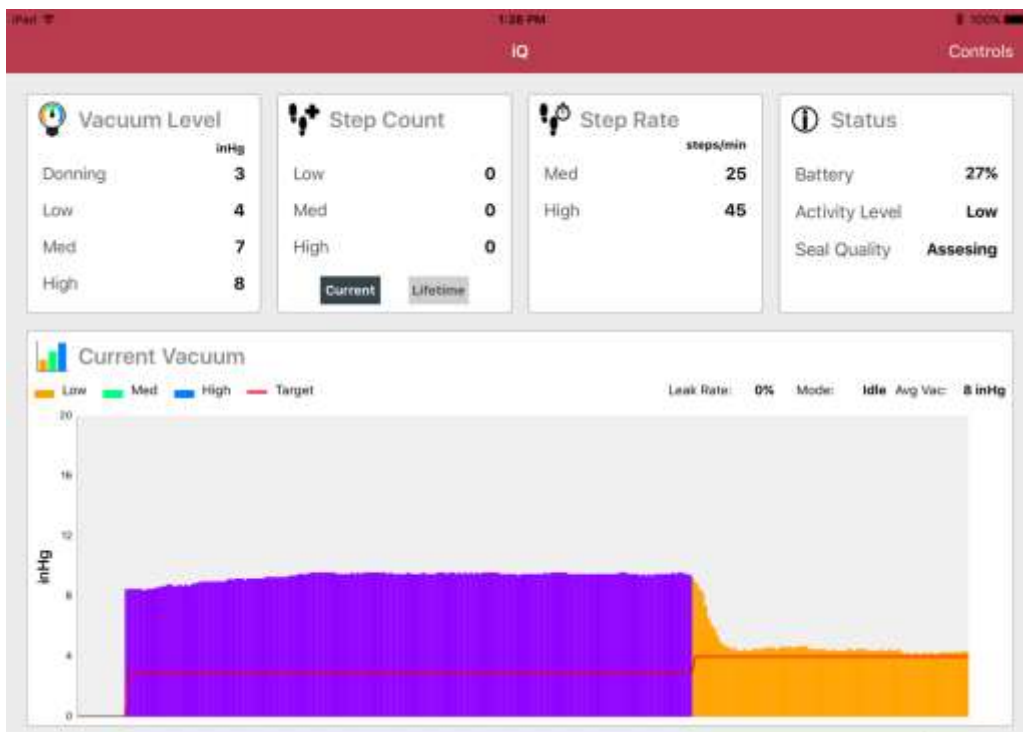 iPad 1:28 PM 100%
iQ Controls
Vacuum Level
inHg
Donning 3
Low 4
Med 7
High 8
Step Count
Low 0
Med 0
High 0
Current Lifetime
Step Rate
steps/min
Med 25
High 45
Status
Battery 27%
Activity Level Low
Seal Quality Assesing
Current Vacuum
Low Med High Target Leak Rate: 0% Mode: Idle Avg Vac: 8 inHg
20
16
12
8
4
0
inHg